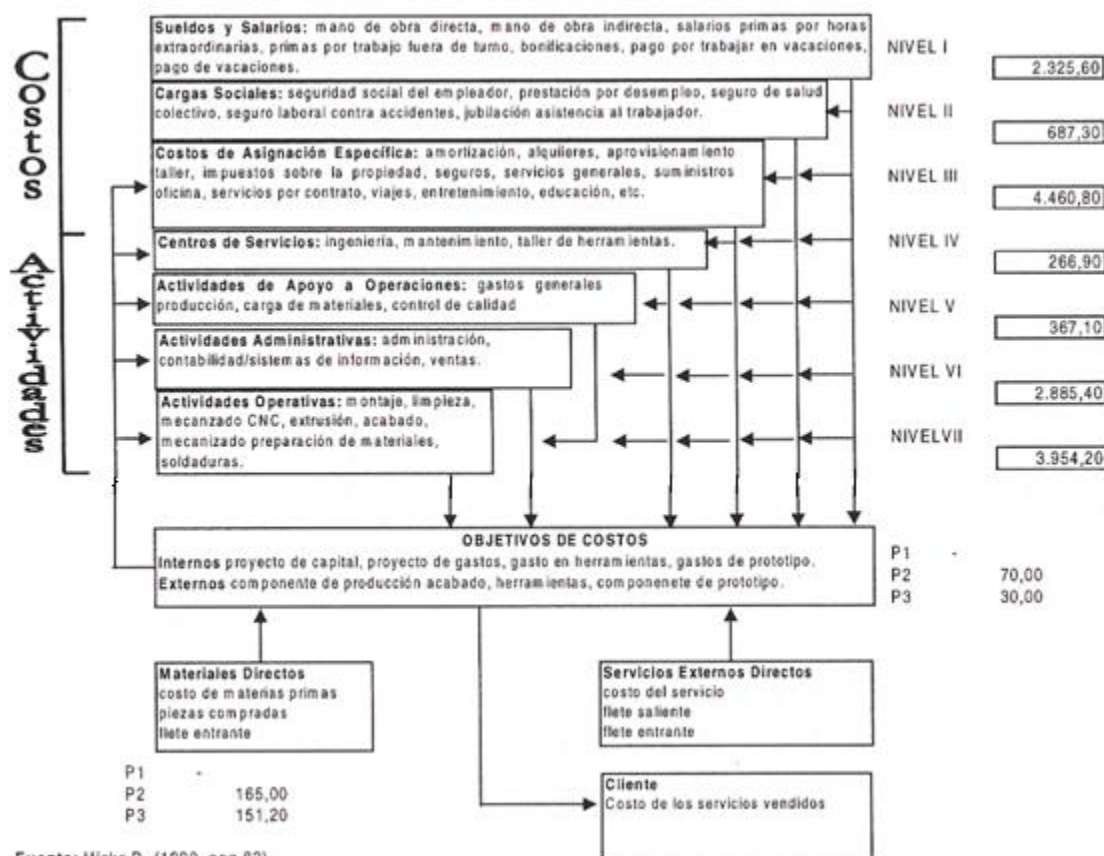 Costos
Actividades
Sueldos y Salarios: mano de obra directa, mano de obra indirecta, salarios primas por horas
extraordinarias, primas por trabajo fuera de turno, bonificaciones, pago por trabajar en vacaciones,
pago de vacaciones.
NIVEL I
2.325,60
Cargas Sociales: seguridad social del empleador, prestación por desempleo, seguro de salud
colectivo, seguro laboral contra accidentes, jubilación asistencia al trabajador.
NIVEL II
687,30
Costos de Asignación Específica: amortización, alquileres, aprovisionamiento
taller, impuestos sobre la propiedad, seguros, servicios generales, suministros
oficina, servicios por contrato, viajes, entretenimiento, educación, etc.
NIVEL III
4.460,80
Centros de Servicios: ingeniería, mantenimiento, taller de herramientas.
NIVEL IV
266,90
Actividades de Apoyo a Operaciones: gastos generales
producción, carga de materiales, control de calidad
NIVEL V
367,10
Actividades Administrativas: administración,
contabilidad/sistemas de información, ventas.
NIVEL VI
2.885,40
Actividades Operativas: montaje, limpieza,
mecanzado CNC, extrusión, acabado,
mecanizado preparación de materiales,
soldaduras.
NIVELVII
3.954,20
OBJETIVOS DE COSTOS
Internos proyecto de capital, proyecto de gastos, gasto en herramientas, gastos de prototipo.
Externos componente de producción acabado, herramientas, componenete de prototipo.
P1 -
P2 70,00
P3 30,00
Materiales Directos
costo de materias primas
piezas compradas
flete entrante
Servicios Externos Directos
costo del servicio
flete saliente
flete entrante
P1 -
P2 165,00
P3 151,20
Cliente
Costo de los servicios vendidos